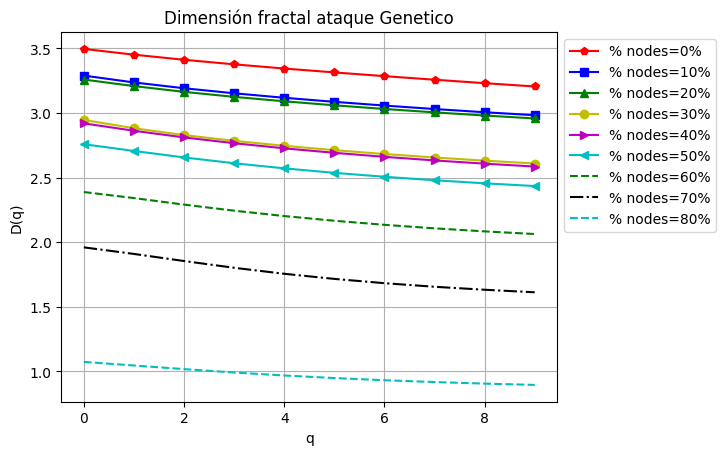 Dimensión fractal ataque Genetico
3.5
3.0
2.5
2.0
1.5
1.0
D(q)
0 2 4 6 8
q
% nodes=0%
% nodes=10%
% nodes=20%
% nodes=30%
% nodes=40%
% nodes=50%
% nodes=60%
% nodes=70%
% nodes=80%